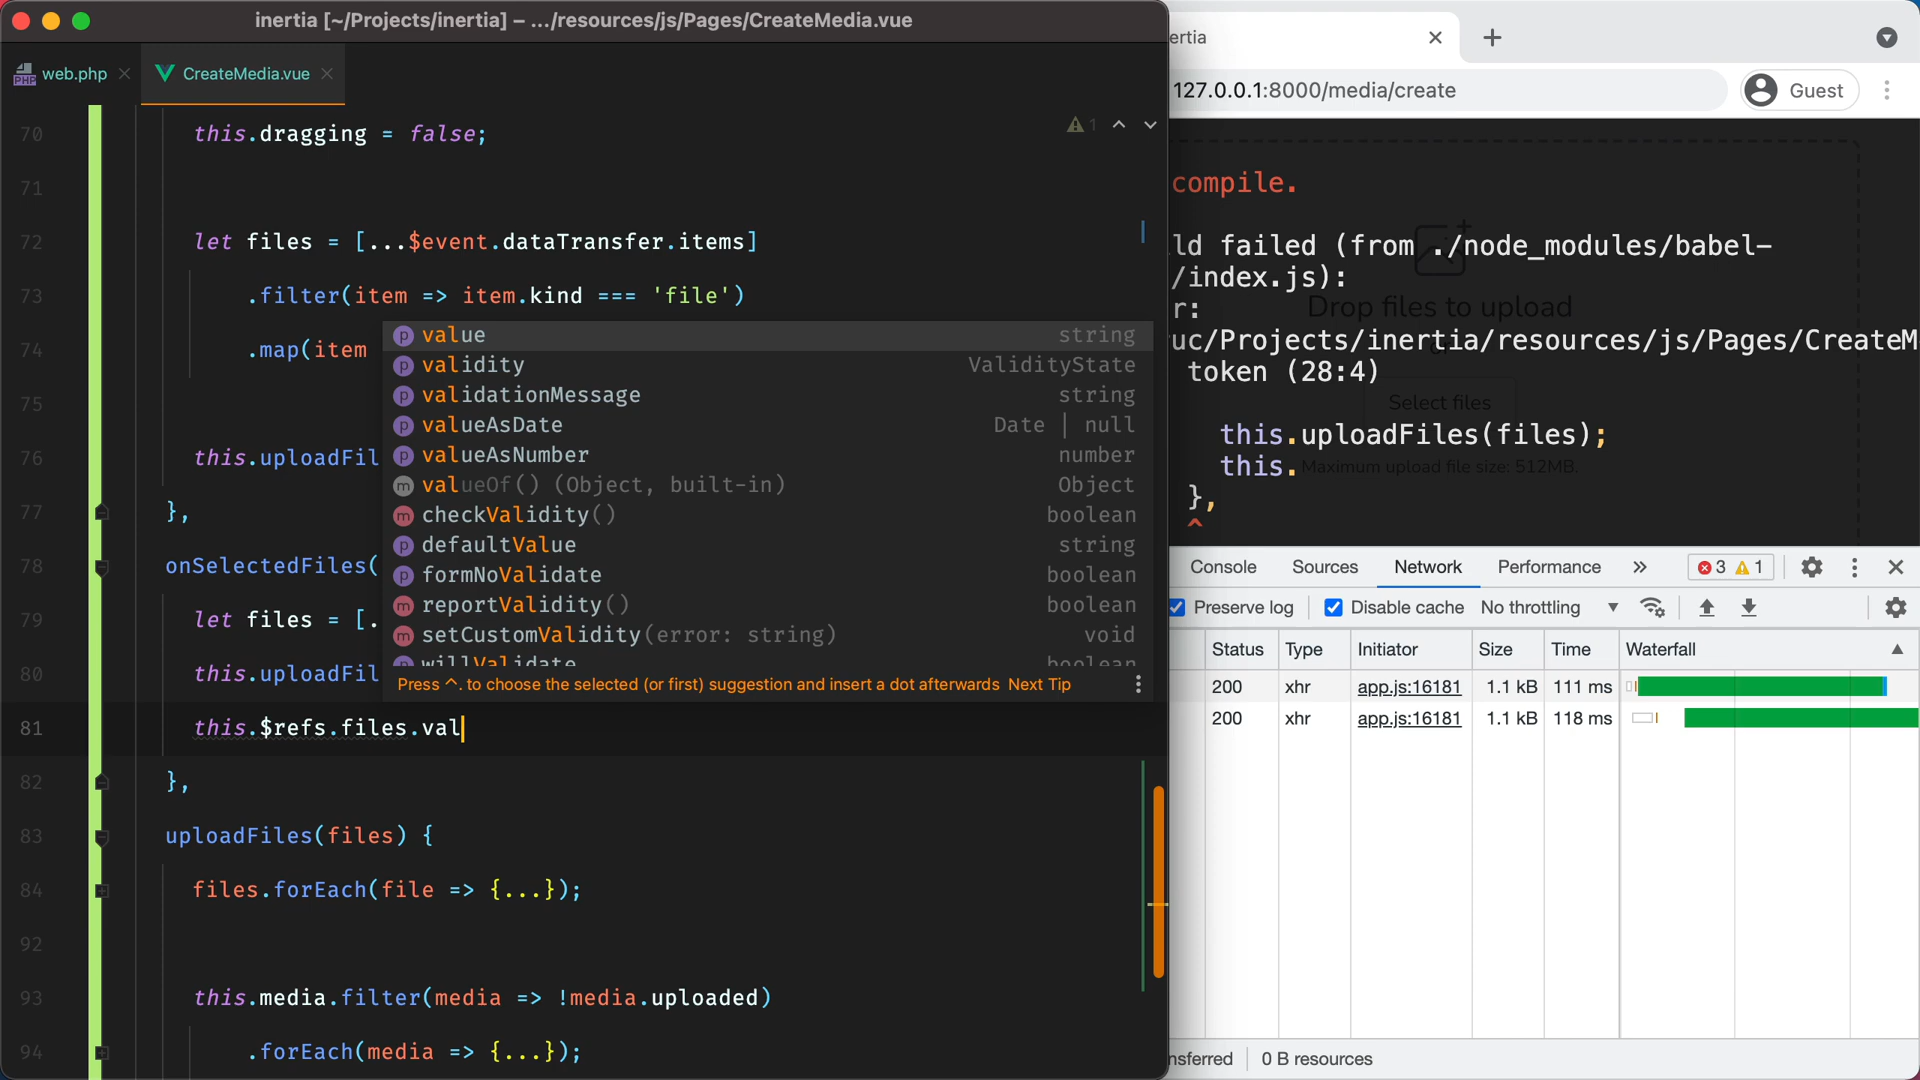 inertia [~/Projects/inertia] – .../resources/js/Pages/CreateMedia.vue
web.php
CreateMedia.vue
1
70 this.dragging = false;
71
72 let files = [...$event.dataTransfer.items]
73 .filter(item => item.kind === 'file')
74 .map(item
75
76 this.uploadFil
77 },
78 onSelectedFiles(
79 let files = [.
80 this.uploadFil
81 this.$refs.files.val
82 },
83 uploadFiles(files) {
84 files.forEach(file => {...});
92
93 this.media.filter(media => !media.uploaded)
94 .forEach(media => {...});
p value string
p validity ValidityState
p validationMessage string
p valueAsDate Date | null
p valueAsNumber number
m valueOf() (Object, built-in) Object
m checkValidity() boolean
p defaultValue string
p formNoValidate boolean
m reportValidity() boolean
m setCustomValidity(error: string) void
p willValidate boolean
Press ^. to choose the selected (or first) suggestion and insert a dot afterwards Next Tip
ertia
127.0.0.1:8000/media/create
Guest
compile.
ld failed (from ./node_modules/babel-
/index.js):
r:
Drop files to upload
or
uc/Projects/inertia/resources/js/Pages/CreateM
token (28:4)
Select files
this.uploadFiles(files);
this.
Maximum upload file size: 512MB.
},
^
Console Sources Network Performance » 3 1
Preserve log Disable cache No throttling
Status Type Initiator Size Time Waterfall
200 xhr app.js:16181 1.1 kB 111 ms
200 xhr app.js:16181 1.1 kB 118 ms
nsferred 0 B resources